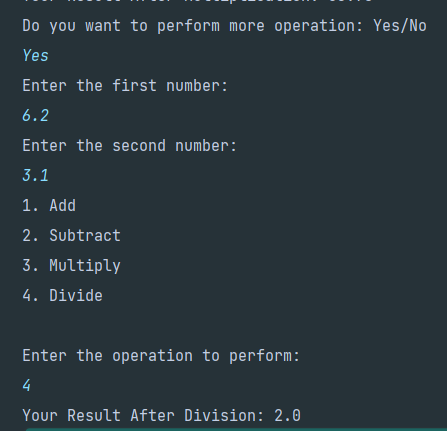 Do you want to perform more operation: Yes/No
Yes
Enter the first number:
6.2
Enter the second number:
3.1
1. Add
2. Subtract
3. Multiply
4. Divide
Enter the operation to perform:
4
Your Result After Division: 2.0